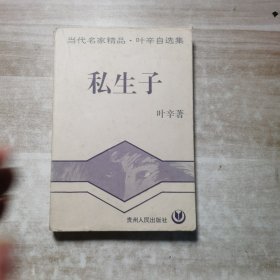 当代名家精品·叶辛自选集
私生子
叶辛著
贵州人民出版社